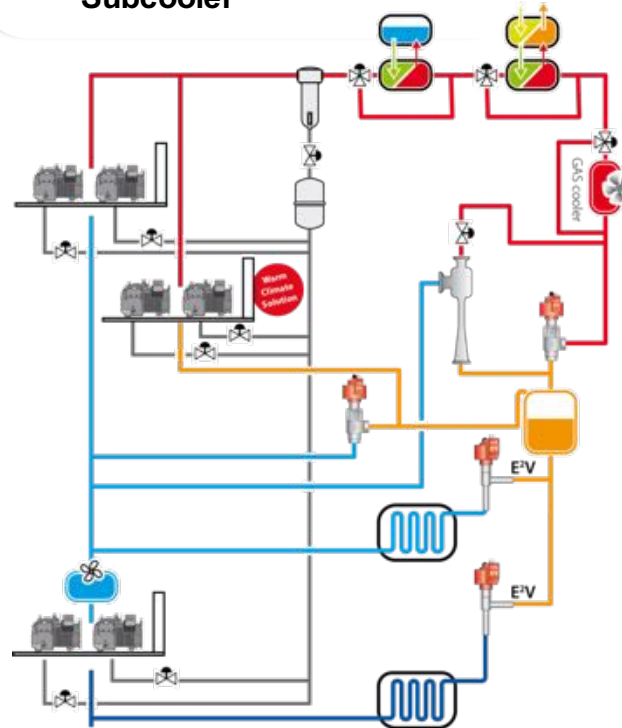 Subcooler
GAS cooler
Warm
Climate
Solution
E²V
E²V